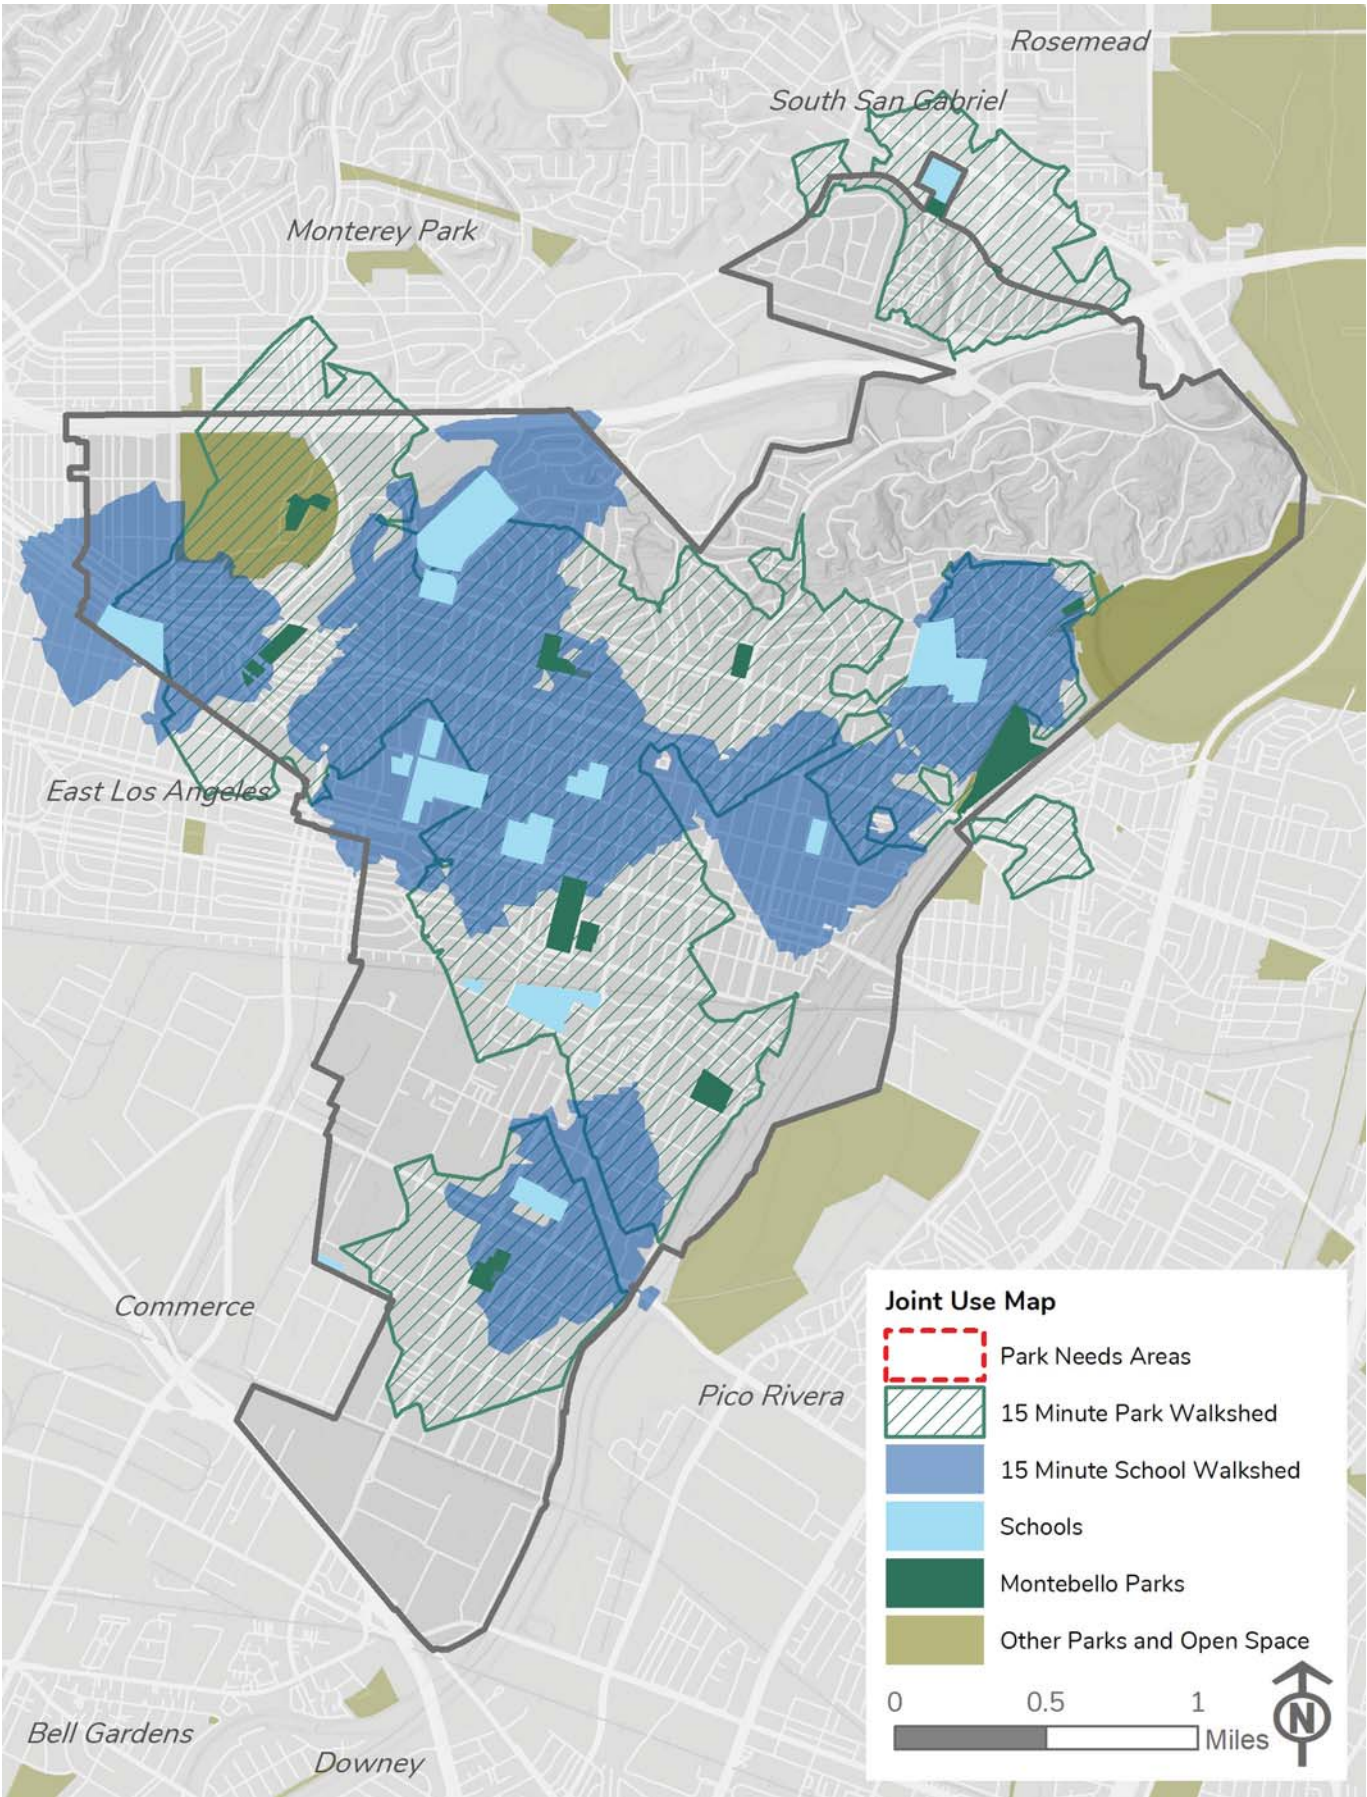 Rosemead
South San Gabriel
Monterey Park
East Los Angeles
Commerce
Pico Rivera
Bell Gardens
Downey
Joint Use Map
Park Needs Areas
15 Minute Park Walkshed
15 Minute School Walkshed
Schools
Montebello Parks
Other Parks and Open Space
0 0.5 1
Miles
N